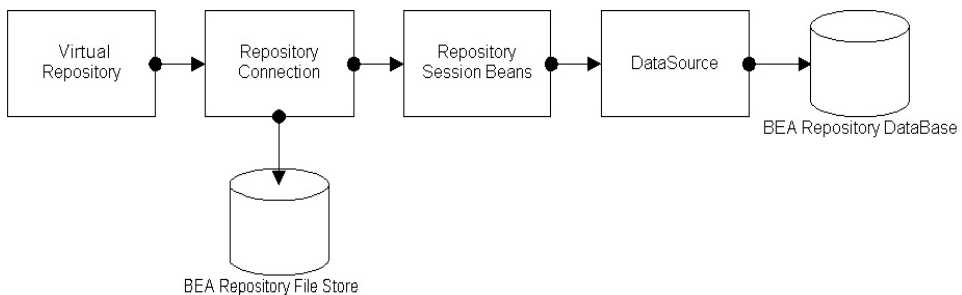 Virtual
Repository
Repository
Connection
Repository
Session Beans
DataSource
BEA Repository DataBase
BEA Repository File Store